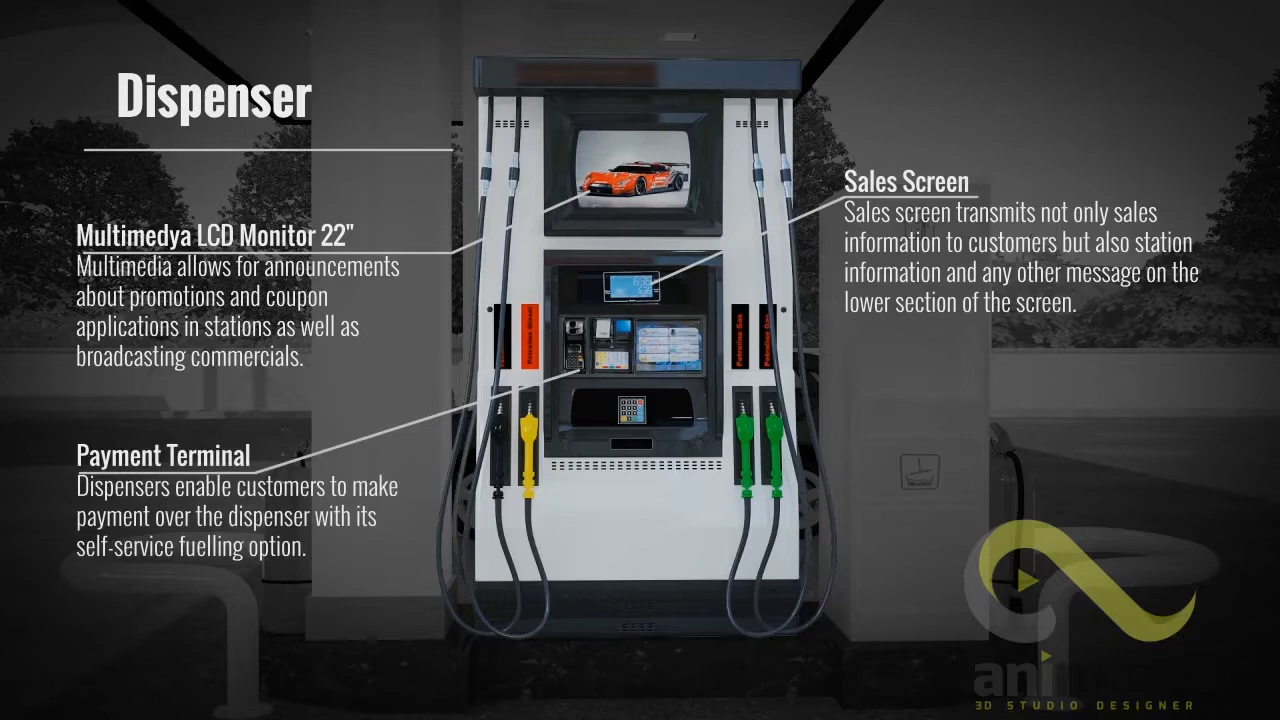 Dispenser
Multimedya LCD Monitor 22"
Multimedia allows for announcements
about promotions and coupon
applications in stations as well as
broadcasting commercials.
Payment Terminal
Dispensers enable customers to make
payment over the dispenser with its
self-service fuelling option.
Sales Screen
Sales screen transmits not only sales
information to customers but also station
information and any other message on the
lower section of the screen.
Petroline Gas
3D STUDIO DESIGNER